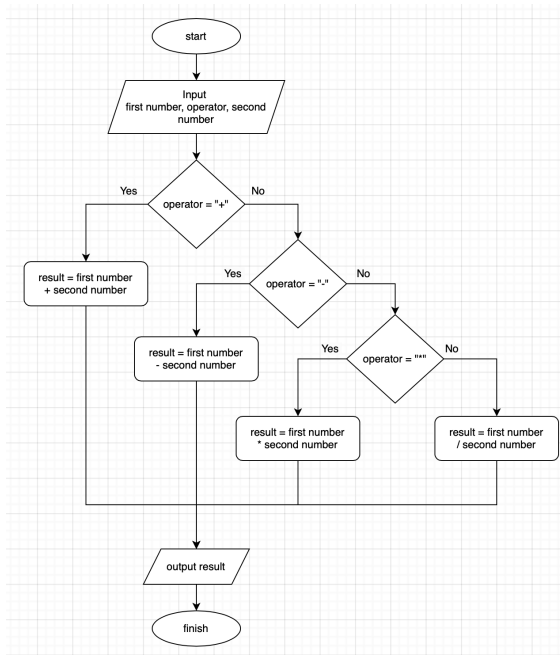 start
Input
first number, operator, second
number
Yes
No
operator = "+"
result = first number
+ second number
Yes
No
operator = "-"
result = first number
- second number
Yes
No
operator = "*"
result = first number
* second number
result = first number
/ second number
output result
finish